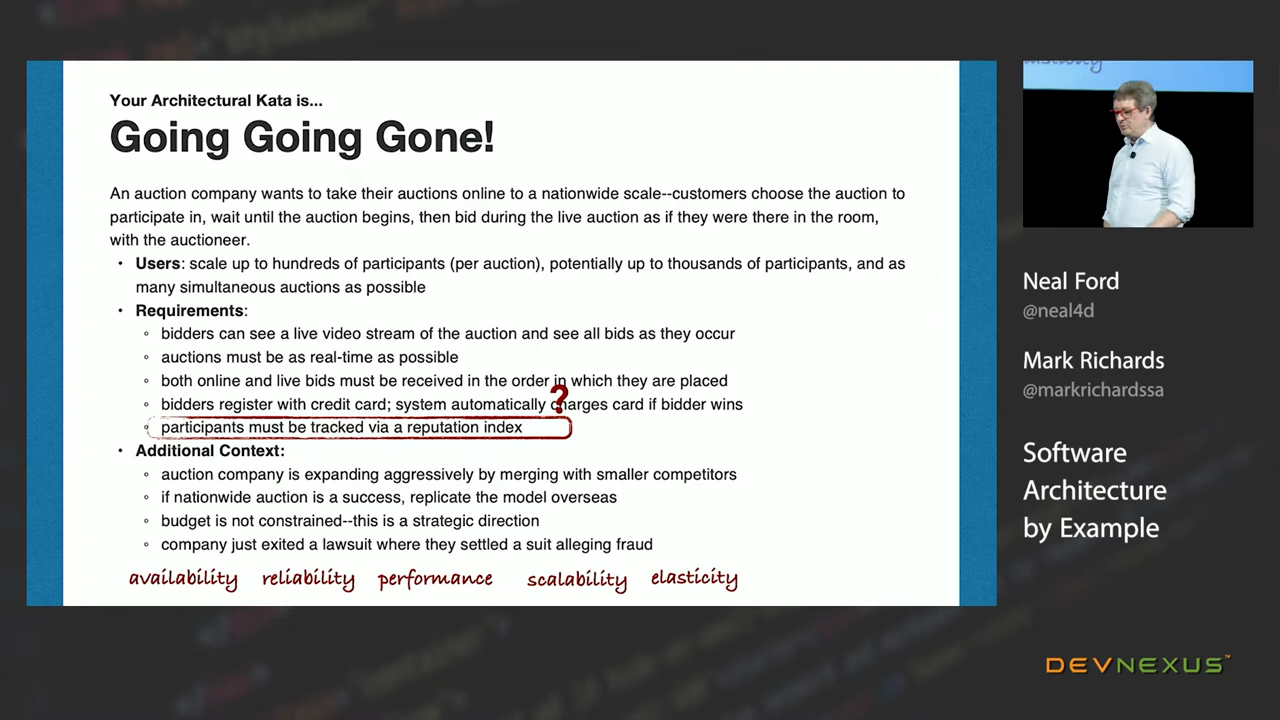 Your Architectural Kata is...
Going Going Gone!
An auction company wants to take their auctions online to a nationwide scale--customers choose the auction to
participate in, wait until the auction begins, then bid during the live auction as if they were there in the room,
with the auctioneer.
• Users: scale up to hundreds of participants (per auction), potentially up to thousands of participants, and as
many simultaneous auctions as possible
• Requirements:
◦ bidders can see a live video stream of the auction and see all bids as they occur
◦ auctions must be as real-time as possible
◦ both online and live bids must be received in the order in which they are placed
◦ bidders register with credit card; system automatically charges card if bidder wins
?
◦ participants must be tracked via a reputation index
• Additional Context:
◦ auction company is expanding aggressively by merging with smaller competitors
◦ if nationwide auction is a success, replicate the model overseas
◦ budget is not constrained--this is a strategic direction
◦ company just exited a lawsuit where they settled a suit alleging fraud
availability reliability performance scalability elasticity
Neal Ford
@neal4d
Mark Richards
@markrichardssa
Software
Architecture
by Example
DEVNEXUS™